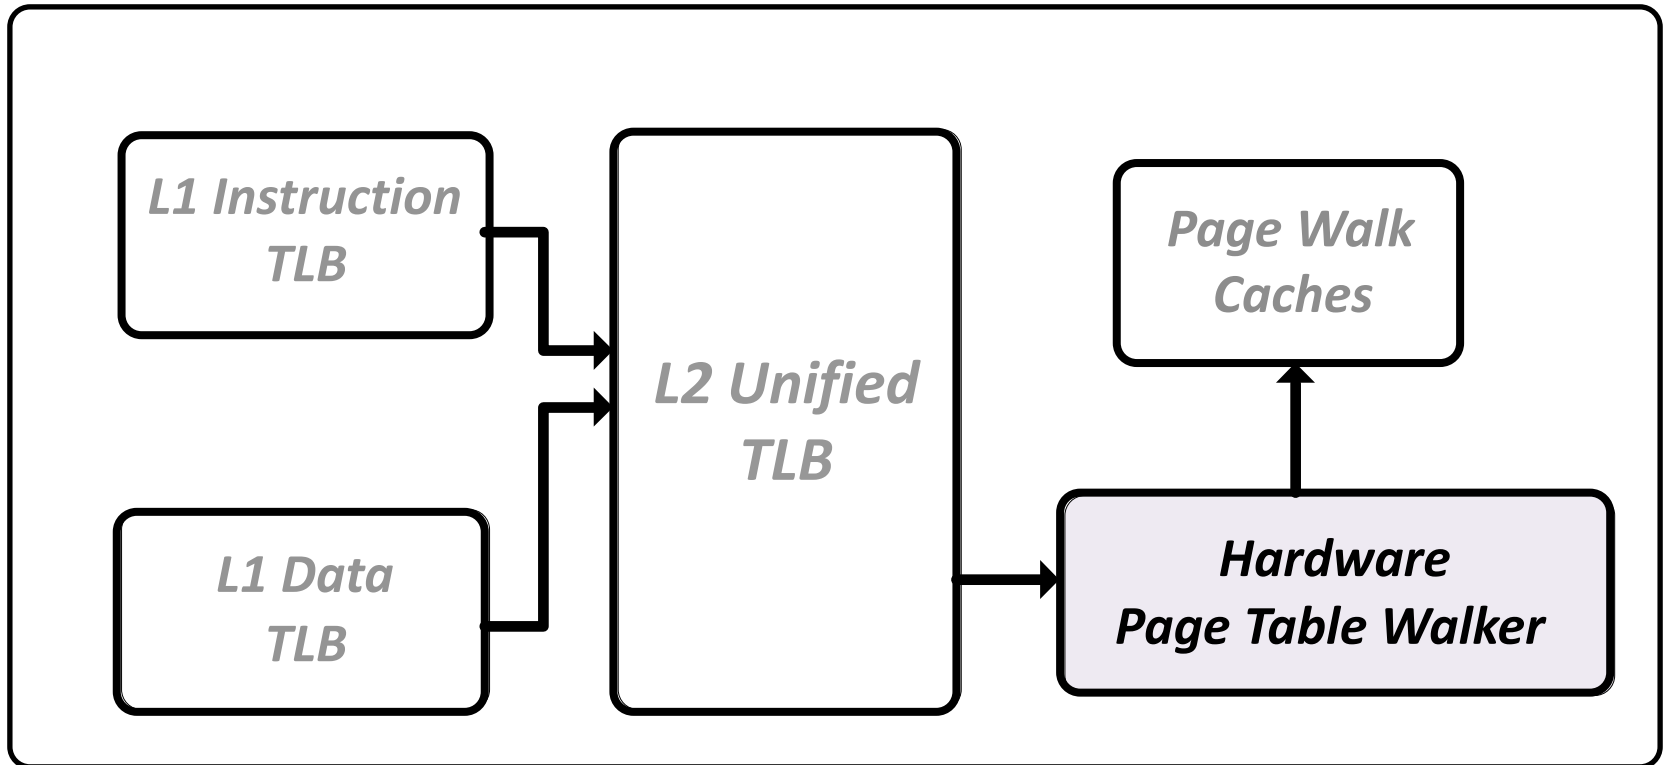 L1 Instruction
TLB
L1 Data
TLB
L2 Unified
TLB
Page Walk
Caches
Hardware
Page Table Walker